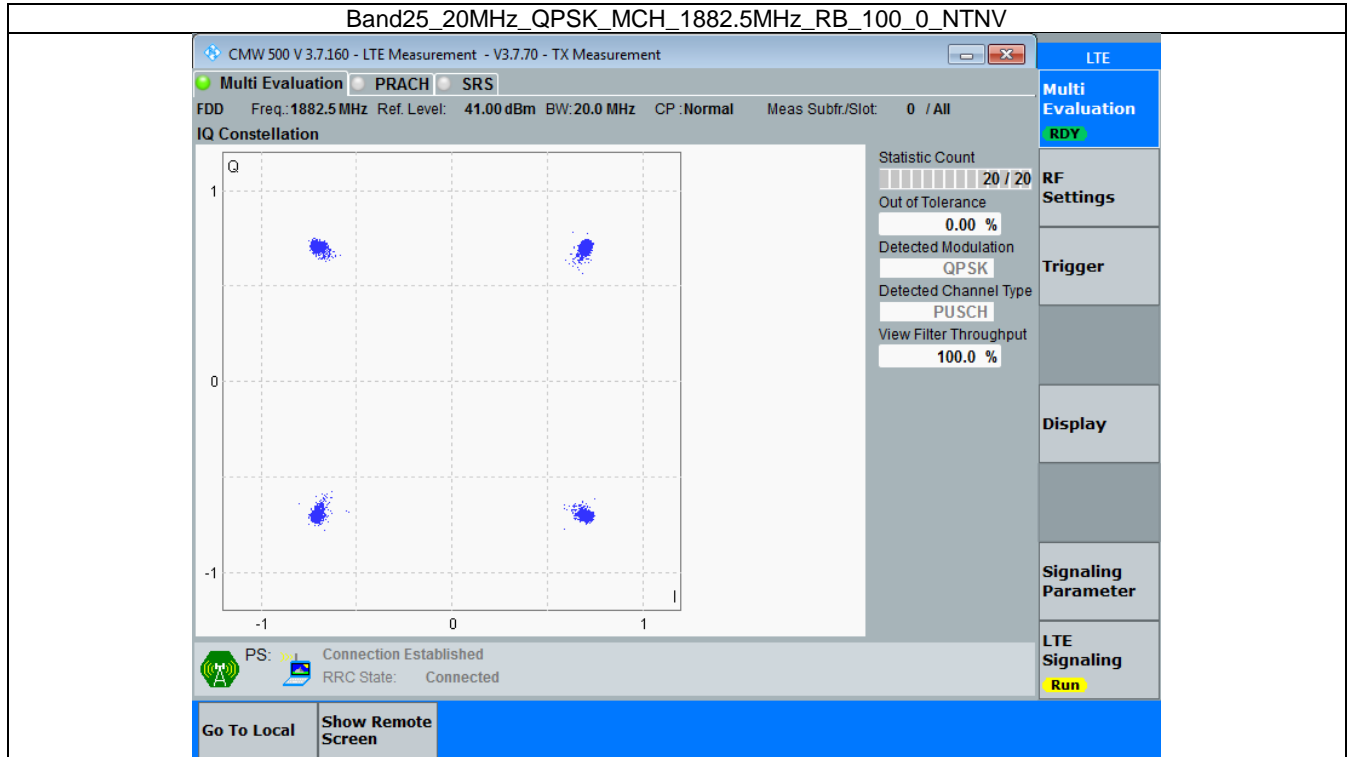 Band25_20MHz_QPSK_MCH_1882.5MHz_RB_100_0_NTNV
CMW 500 V 3.7.160 - LTE Measurement - V3.7.70 - TX Measurement
LTE
Multi Evaluation PRACH SRS
FDD Freq.:1882.5 MHz Ref. Level: 41.00 dBm BW:20.0 MHz CP :Normal Meas Subfr./Slot: 0 / All
IQ Constellation
Q
1
0
-1
I
-1 0 1
Statistic Count
20 / 20
Out of Tolerance
0.00 %
Detected Modulation
QPSK
Detected Channel Type
PUSCH
View Filter Throughput
100.0 %
Multi
Evaluation
RDY
RF
Settings
Trigger
Display
Signaling
Parameter
LTE
Signaling
Run
PS: Connection Established
RRC State: Connected
Go To Local
Show Remote
Screen